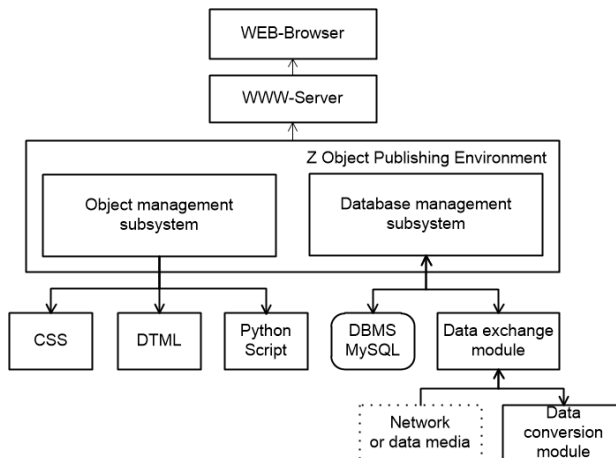 WEB-Browser
WWW-Server
Z Object Publishing Environment
Object management
subsystem
Database management
subsystem
CSS
DTML
Python
Script
DBMS
MySQL
Data exchange
module
Network
or data media
Data
conversion
module